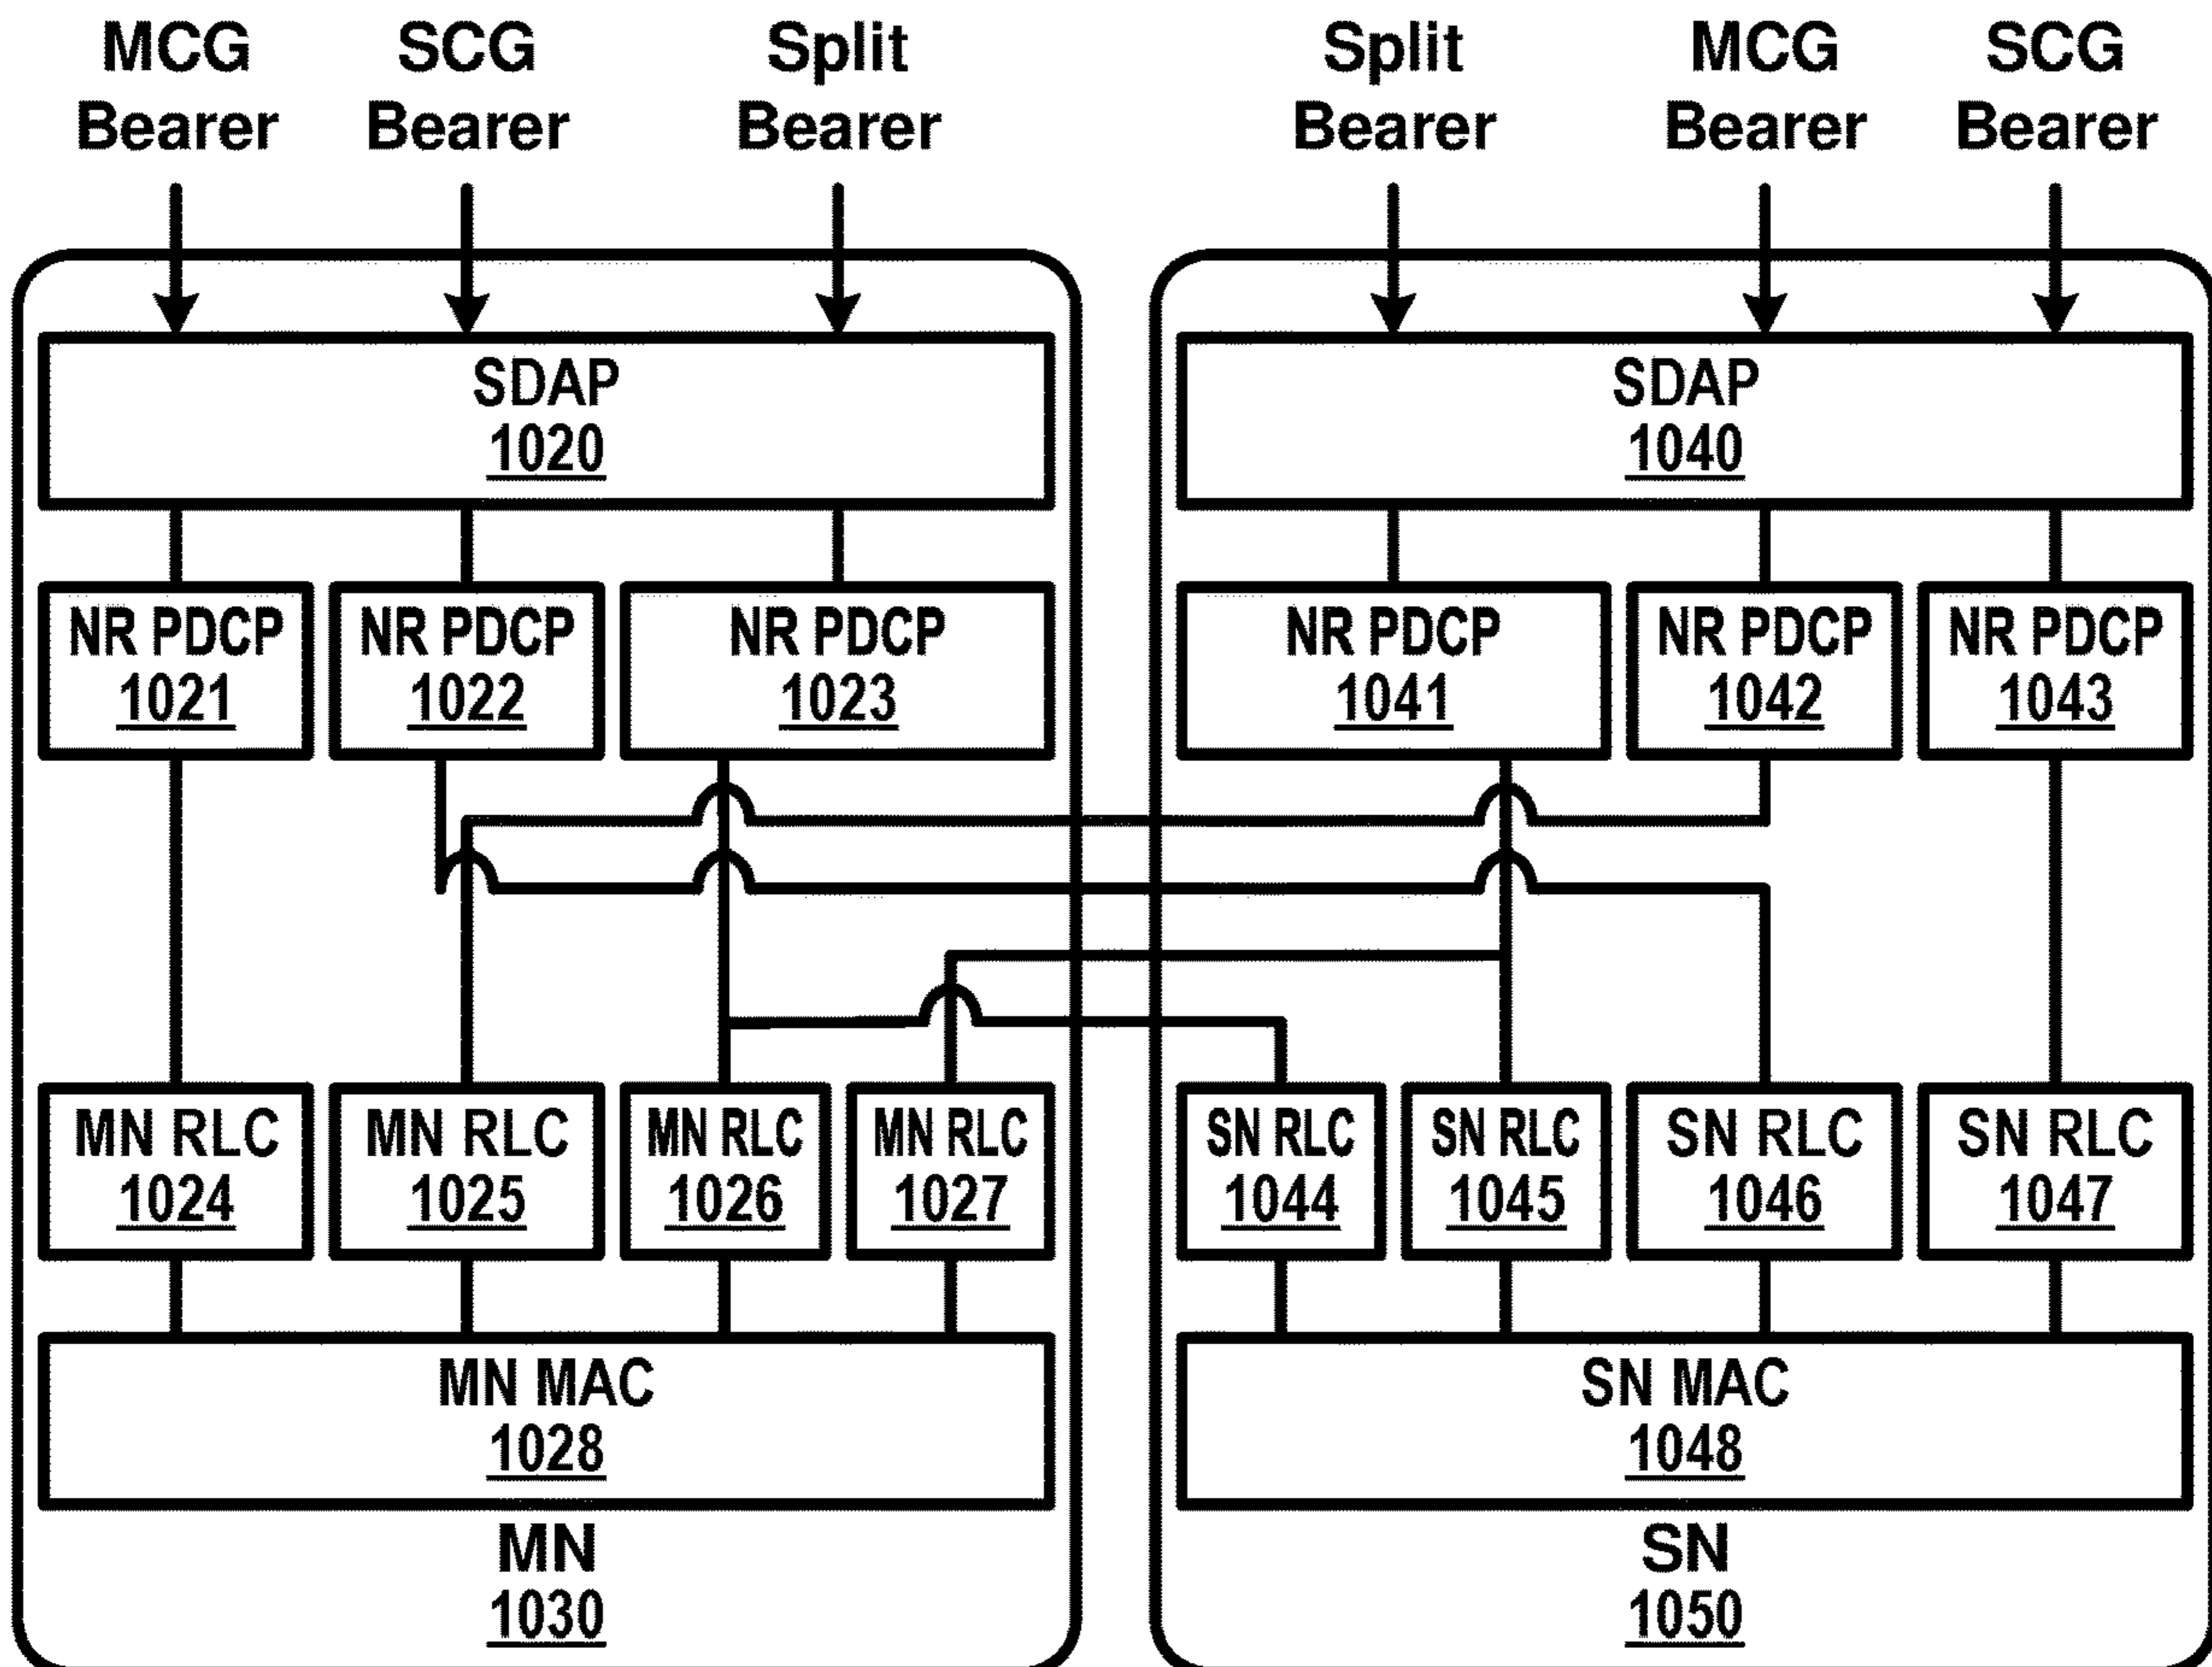 MCG Bearer
SCG Bearer
Split Bearer
Split Bearer
MCG Bearer
SCG Bearer
SDAP
1020
SDAP
1040
NR PDCP
1021
NR PDCP
1022
NR PDCP
1023
NR PDCP
1041
NR PDCP
1042
NR PDCP
1043
MN RLC
1024
MN RLC
1025
MN RLC
1026
MN RLC
1027
SN RLC
1044
SN RLC
1045
SN RLC
1046
SN RLC
1047
MN MAC
1028
SN MAC
1048
MN
1030
SN
1050